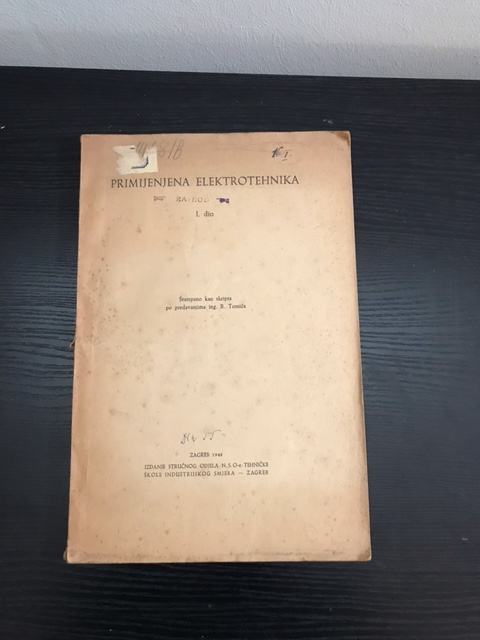 PRIMIJENJENA ELEKTROTEHNIKA
I. dio
Štampano kao skripta
po predavanjima ing. B. Tomića
ZAGREB 1948
IZDANJE STRUČNOG ODJELA N. S. O-e TEHNIČKE
ŠKOLE INDUSTRIJSKOG SMJERA — ZAGREB